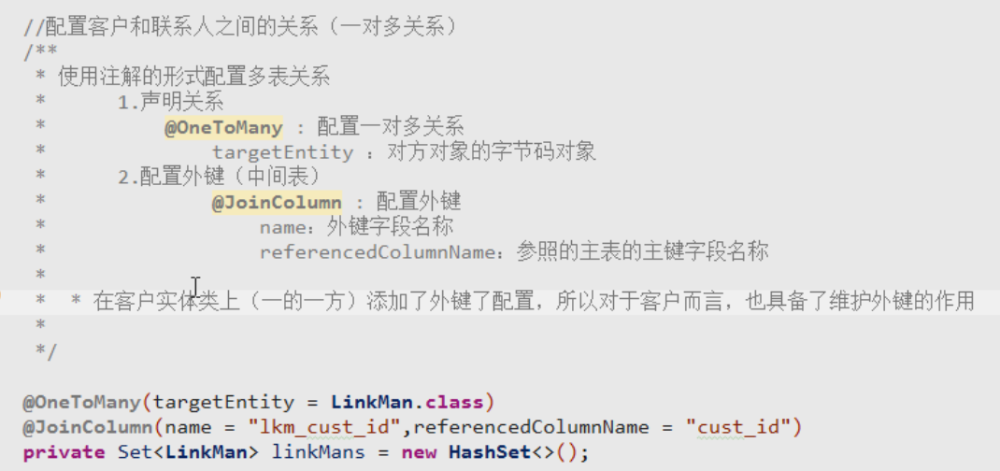 //配置客户和联系人之间的关系（一对多关系）
/**
 * 使用注解的形式配置多表关系
 *      1.声明关系
 *          @OneToMany : 配置一对多关系
 *              targetEntity ：对方对象的字节码对象
 *      2.配置外键（中间表）
 *              @JoinColumn : 配置外键
 *                  name：外键字段名称
 *                  referencedColumnName：参照的主表的主键字段名称
 *
 *  * 在客户实体类上（一的一方）添加了外键了配置，所以对于客户而言，也具备了维护外键的作用
 *
 */
@OneToMany(targetEntity = LinkMan.class)
@JoinColumn(name = "lkm_cust_id",referencedColumnName = "cust_id")
private Set<LinkMan> linkMans = new HashSet<>();